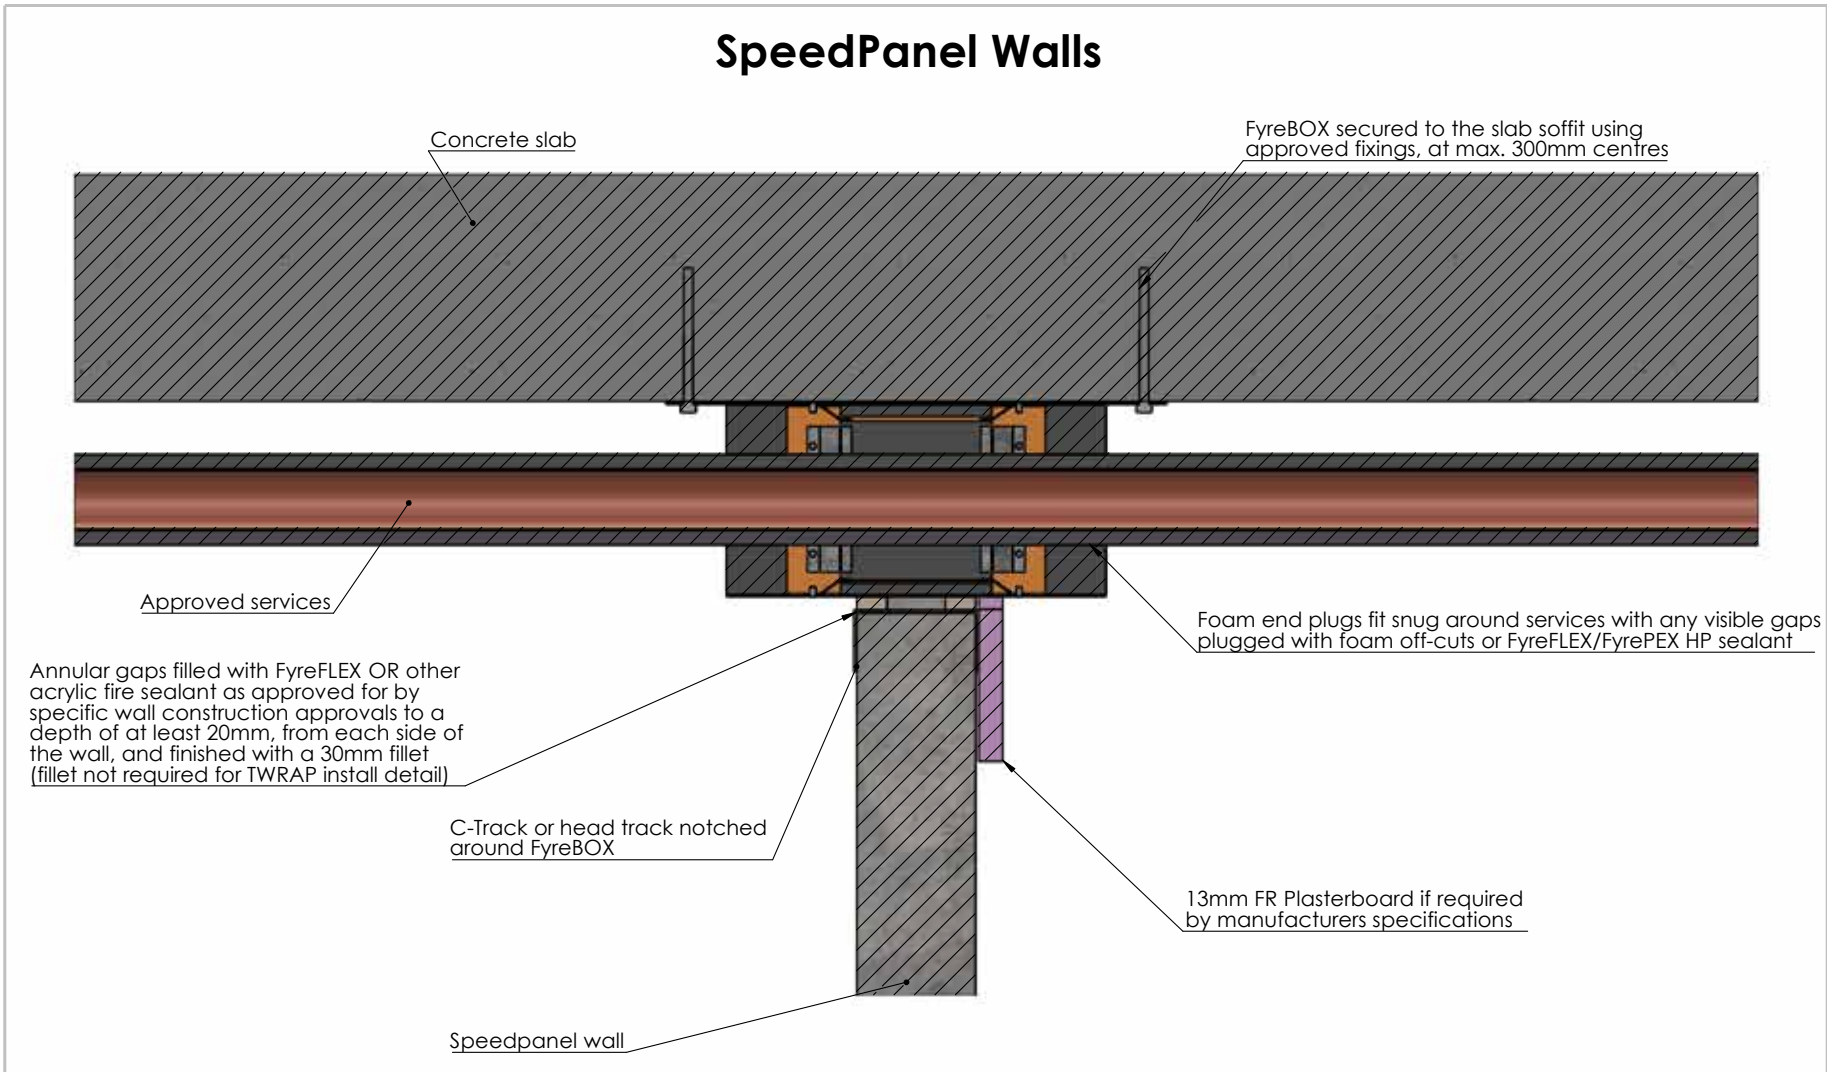 SpeedPanel Walls
Concrete slab
FyreBOX secured to the slab soffit using
approved fixings, at max. 300mm centres
Approved services
Foam end plugs fit snug around services with any visible gaps
plugged with foam off-cuts or FyreFLEX/FyrePEX HP sealant
Annular gaps filled with FyreFLEX OR other
acrylic fire sealant as approved for by
specific wall construction approvals to a
depth of at least 20mm, from each side of
the wall, and finished with a 30mm fillet
(fillet not required for TWRAP install detail)
C-Track or head track notched
around FyreBOX
13mm FR Plasterboard if required
by manufacturers specifications
Speedpanel wall